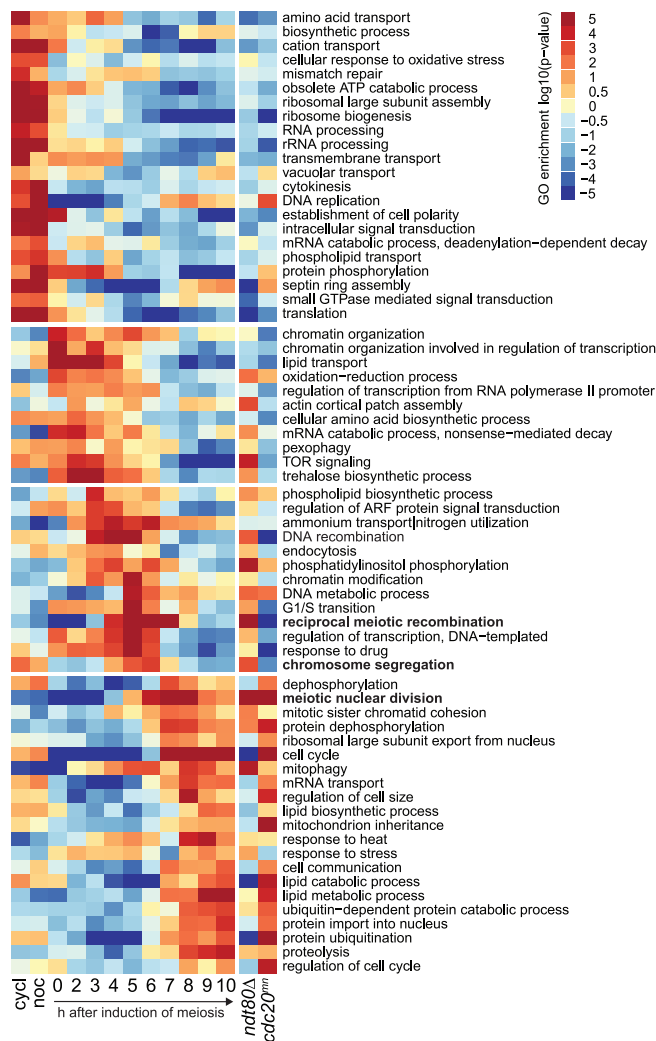 amino acid transport
biosynthetic process
cation transport
cellular response to oxidative stress
mismatch repair
obsolete ATP catabolic process
ribosomal large subunit assembly
ribosome biogenesis
RNA processing
rRNA processing
transmembrane transport
vacuolar transport
cytokinesis
DNA replication
establishment of cell polarity
intracellular signal transduction
mRNA catabolic process, deadenylation−dependent decay
phospholipid transport
protein phosphorylation
septin ring assembly
small GTPase mediated signal transduction
translation
GO enrichment log10(p−value)
5
4
3
2
1
0.5
0
−0.5
−1
−2
−3
−4
−5
chromatin organization
chromatin organization involved in regulation of transcription
lipid transport
oxidation−reduction process
regulation of transcription from RNA polymerase II promoter
actin cortical patch assembly
cellular amino acid biosynthetic process
mRNA catabolic process, nonsense−mediated decay
pexophagy
TOR signaling
trehalose biosynthetic process
phospholipid biosynthetic process
regulation of ARF protein signal transduction
ammonium transport|nitrogen utilization
DNA recombination
endocytosis
phosphatidylinositol phosphorylation
chromatin modification
DNA metabolic process
G1/S transition
reciprocal meiotic recombination
regulation of transcription, DNA−templated
response to drug
chromosome segregation
dephosphorylation
meiotic nuclear division
mitotic sister chromatid cohesion
protein dephosphorylation
ribosomal large subunit export from nucleus
cell cycle
mitophagy
mRNA transport
regulation of cell size
lipid biosynthetic process
mitochondrion inheritance
response to heat
response to stress
cell communication
lipid catabolic process
lipid metabolic process
ubiquitin−dependent protein catabolic process
protein import into nucleus
protein ubiquitination
proteolysis
regulation of cell cycle
cycl noc 0 2 3 4 5 6 7 8 9 10 ndt80Δ cdc20ᵐⁿ
h after induction of meiosis